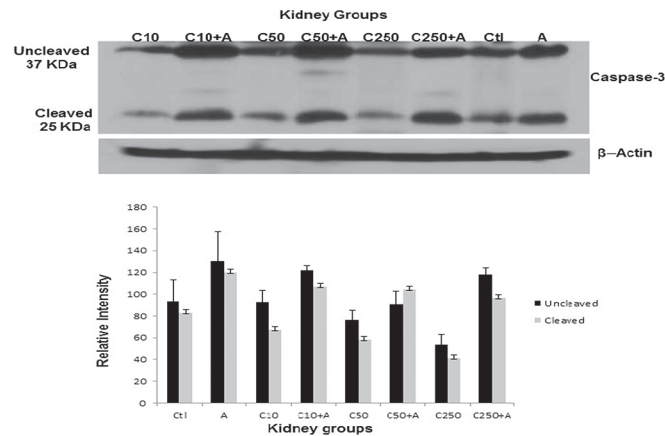 Kidney Groups
C10 C10+A C50 C50+A C250 C250+A Ctl A
Uncleaved
37 KDa
Caspase-3
Cleaved
25 KDa
β–Actin
180
160
140
120
100
80
60
40
20
0
Relative Intensity
Uncleaved
Cleaved
Ctl A C10 C10+A C50 C50+A C250 C250+A
Kidney groups